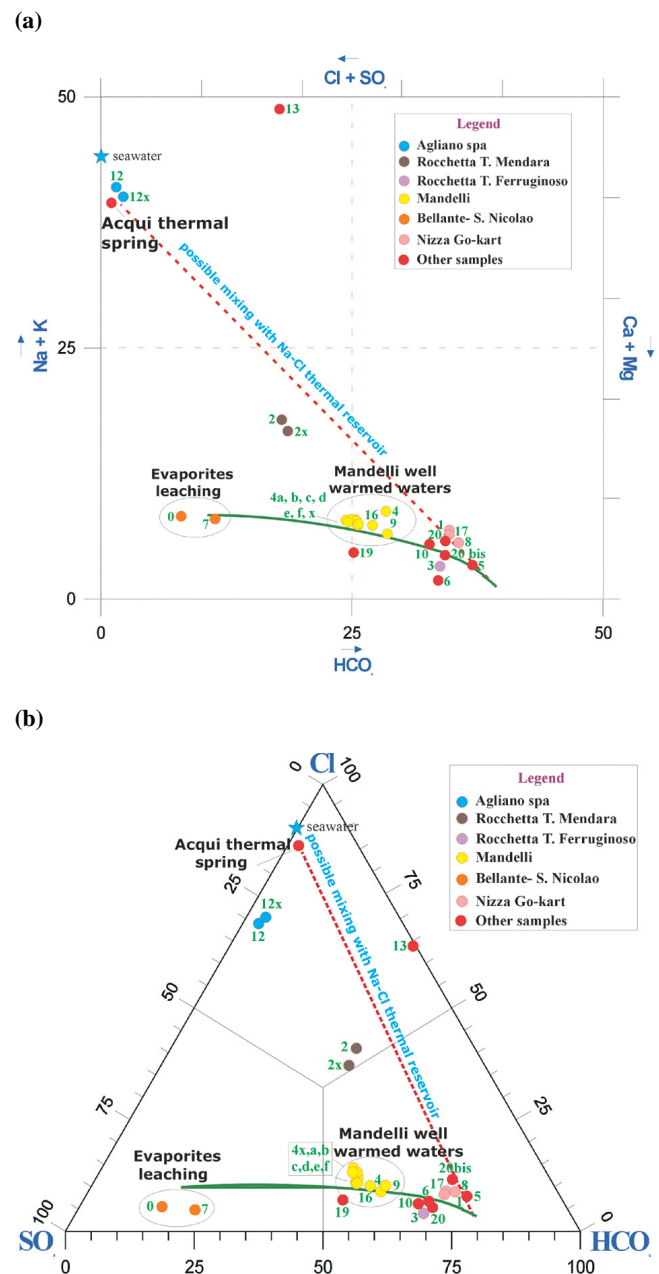 (a)
Cl + SO
50
13
Legend
Agliano spa
Rocchetta T. Mendara
Rocchetta T. Ferruginoso
Mandelli
Bellante- S. Nicolao
Nizza Go-kart
Other samples
seawater
12
12x
Acqui thermal
spring
possible mixing with Na-Cl thermal reservoir
Na + K
Ca + Mg
25
2
2x
Evaporites
leaching
Mandelli well
warmed waters
4a, b, c, d
e, f, x
16
4
9
0
7
19
1
17
20
8
10
20 bis
3
5
6
0
0
25
50
HCO
(b)
Cl
0
100
Legend
Agliano spa
Rocchetta T. Mendara
Rocchetta T. Ferruginoso
Mandelli
Bellante- S. Nicolao
Nizza Go-kart
Other samples
seawater
Acqui thermal
spring
possible mixing with Na-Cl thermal reservoir
25
75
12x
12
13
50
50
2
2x
75
25
Evaporites
leaching
Mandelli well
warmed waters
4x,a,b
c,d,e,f
4
9
16
19
0
7
20bis
17
8
6
10
5
1
3
20
100
0
SO
HCO
0
25
50
75
100